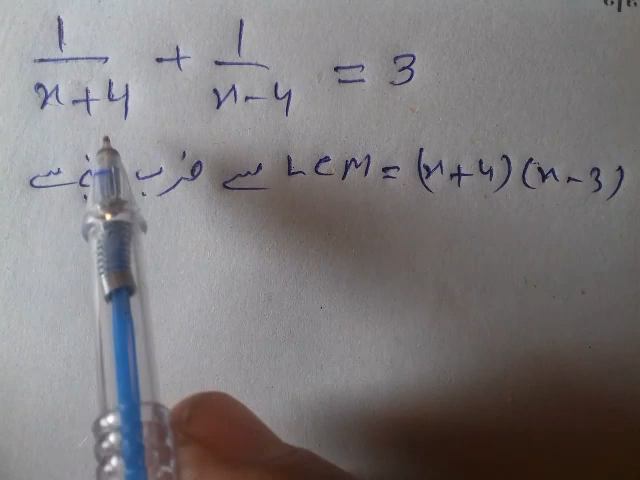 1/(x+4) + 1/(x-4) = 3
LCM = (x+4)(x-3) سے ضرب سے